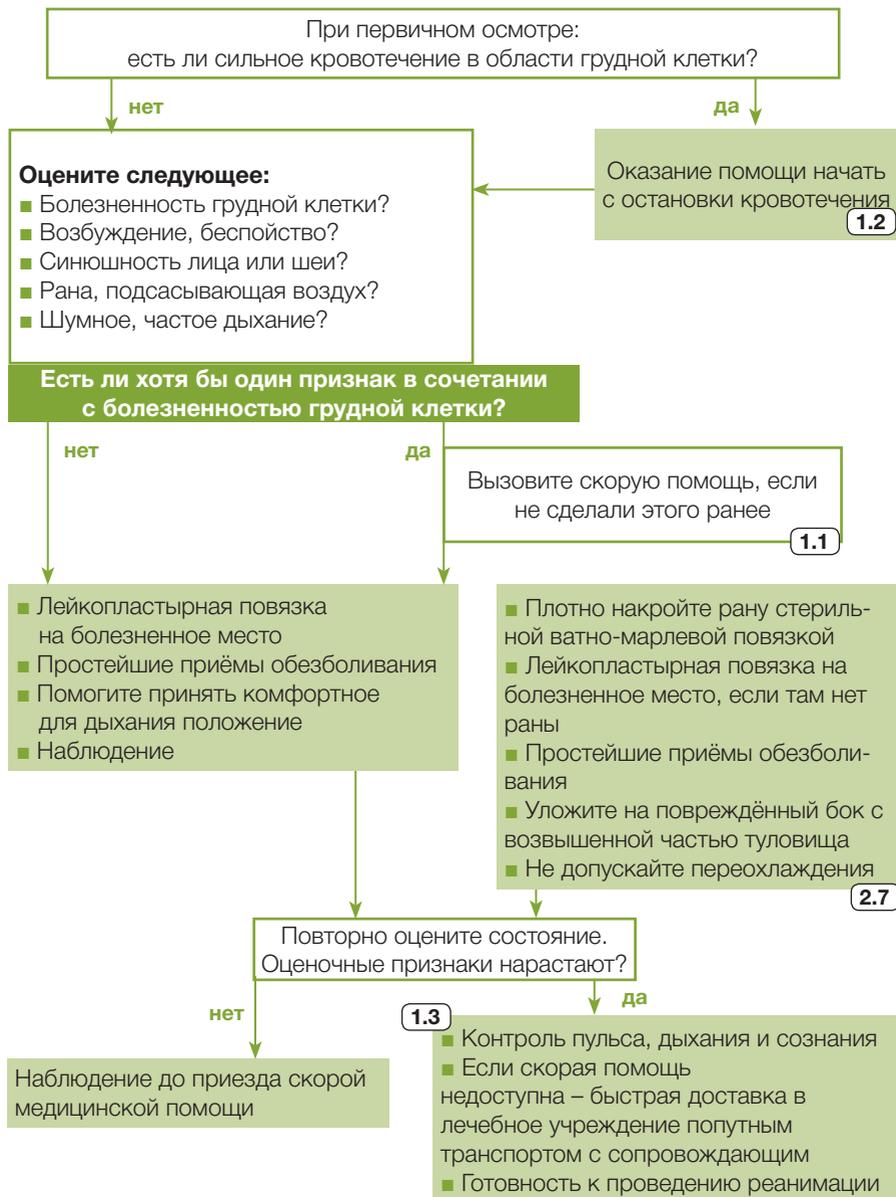 При первичном осмотре:
есть ли сильное кровотечение в области грудной клетки?
нет
да
Оцените следующее:
■ Болезненность грудной клетки?
■ Возбуждение, беспойство?
■ Синюшность лица или шеи?
■ Рана, подсасывающая воздух?
■ Шумное, частое дыхание?
Оказание помощи начать
с остановки кровотечения
1.2
Есть ли хотя бы один признак в сочетании
с болезненностью грудной клетки?
нет
да
Вызовите скорую помощь, если
не сделали этого ранее
1.1
■ Лейкопластырная повязка
на болезненное место
■ Простейшие приёмы обезболивания
■ Помогите принять комфортное
для дыхания положение
■ Наблюдение
■ Плотно накройте рану стериль-
ной ватно-марлевой повязкой
■ Лейкопластырная повязка на
болезненное место, если там нет
раны
■ Простейшие приёмы обезболи-
вания
■ Уложите на повреждённый бок с
возвышенной частью туловища
■ Не допускайте переохлаждения
2.7
Повторно оцените состояние.
Оценочные признаки нарастают?
нет
да
Наблюдение до приезда скорой
медицинской помощи
1.3
■ Контроль пульса, дыхания и сознания
■ Если скорая помощь
недоступна – быстрая доставка в
лечебное учреждение попутным
транспортом с сопровождающим
■ Готовность к проведению реанимации